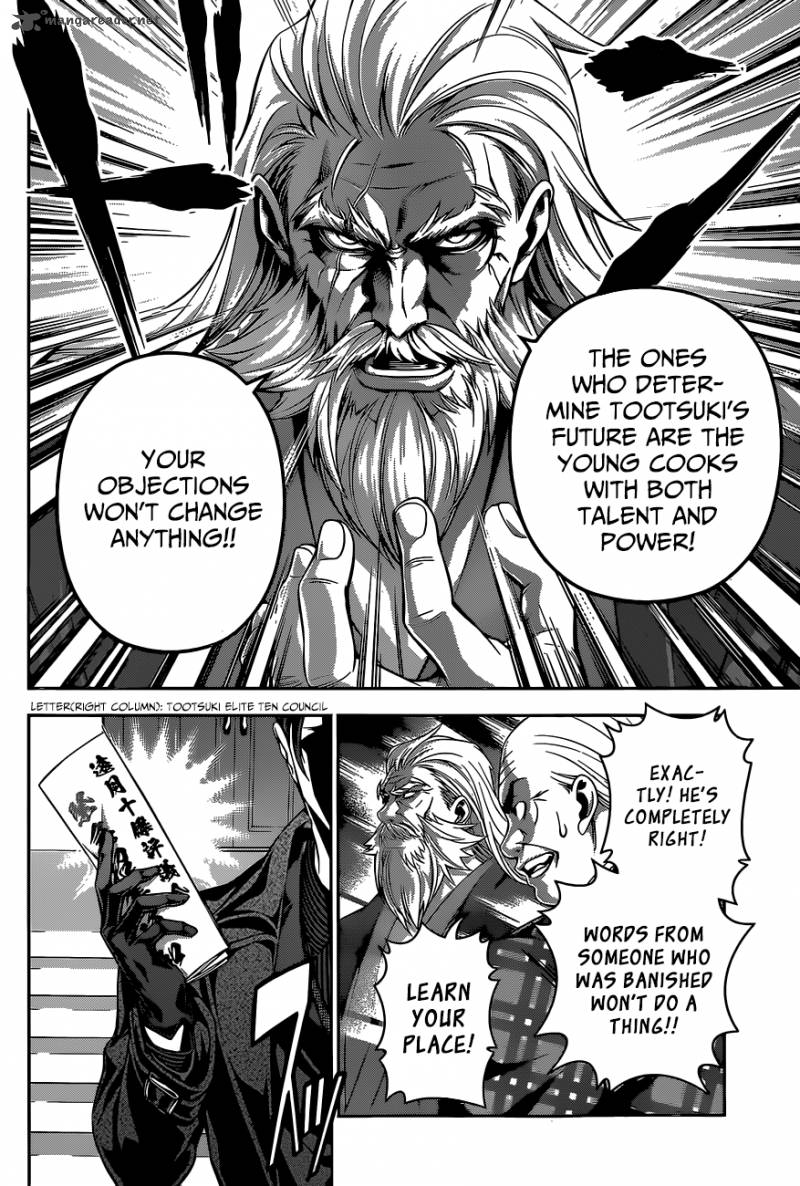 mangareader.net
THE ONES
WHO DETER-
MINE TOOTSUKI'S
FUTURE ARE THE
YOUNG COOKS
WITH BOTH
TALENT AND
POWER!
YOUR
OBJECTIONS
WON'T CHANGE
ANYTHING!!
LETTER(RIGHT COLUMN): TOOTSUKI ELITE TEN COUNCIL
EXAC-
TLY! HE'S
COMPLETELY
RIGHT!
WORDS FROM
SOMEONE WHO
WAS BANISHED
WON'T DO A
THING!!
LEARN
YOUR
PLACE!
遠月十傑評議